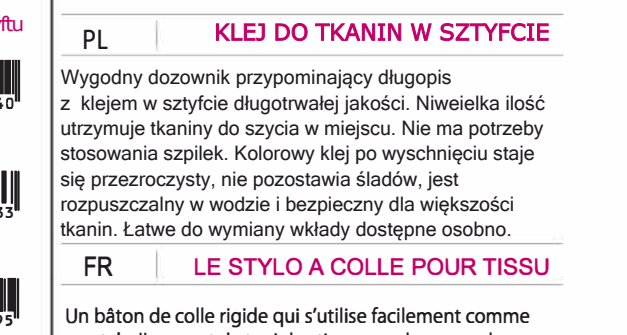 ftu
PL KLEJ DO TKANIN W SZTYFCIE
Wygodny dozownik przypominający długopis
z klejem w sztyfcie długotrwałej jakości. Niweielka ilość
utrzymuje tkaniny do szycia w miejscu. Nie ma potrzeby
stosowania szpilek. Kolorowy klej po wyschnięciu staje
się przezroczysty, nie pozostawia śladów, jest
rozpuszczalny w wodzie i bezpieczny dla większości
tkanin. Łatwe do wymiany wkłady dostępne osobno.
FR LE STYLO A COLLE POUR TISSU
Un bâton de colle rigide qui s’utilise facilement comme